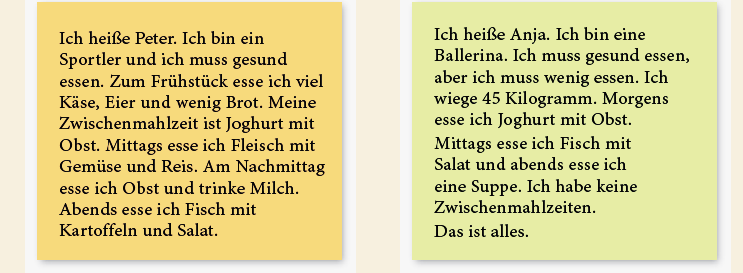 Ich heiße Peter. Ich bin ein
Sportler und ich muss gesund
essen. Zum Frühstück esse ich viel
Käse, Eier und wenig Brot. Meine
Zwischenmahlzeit ist Joghurt mit
Obst. Mittags esse ich Fleisch mit
Gemüse und Reis. Am Nachmittag
esse ich Obst und trinke Milch.
Abends esse ich Fisch mit
Kartoffeln und Salat.
Ich heiße Anja. Ich bin eine
Ballerina. Ich muss gesund essen,
aber ich muss wenig essen. Ich
wiege 45 Kilogramm. Morgens
esse ich Joghurt mit Obst.
Mittags esse ich Fisch mit
Salat und abends esse ich
eine Suppe. Ich habe keine
Zwischenmahlzeiten.
Das ist alles.